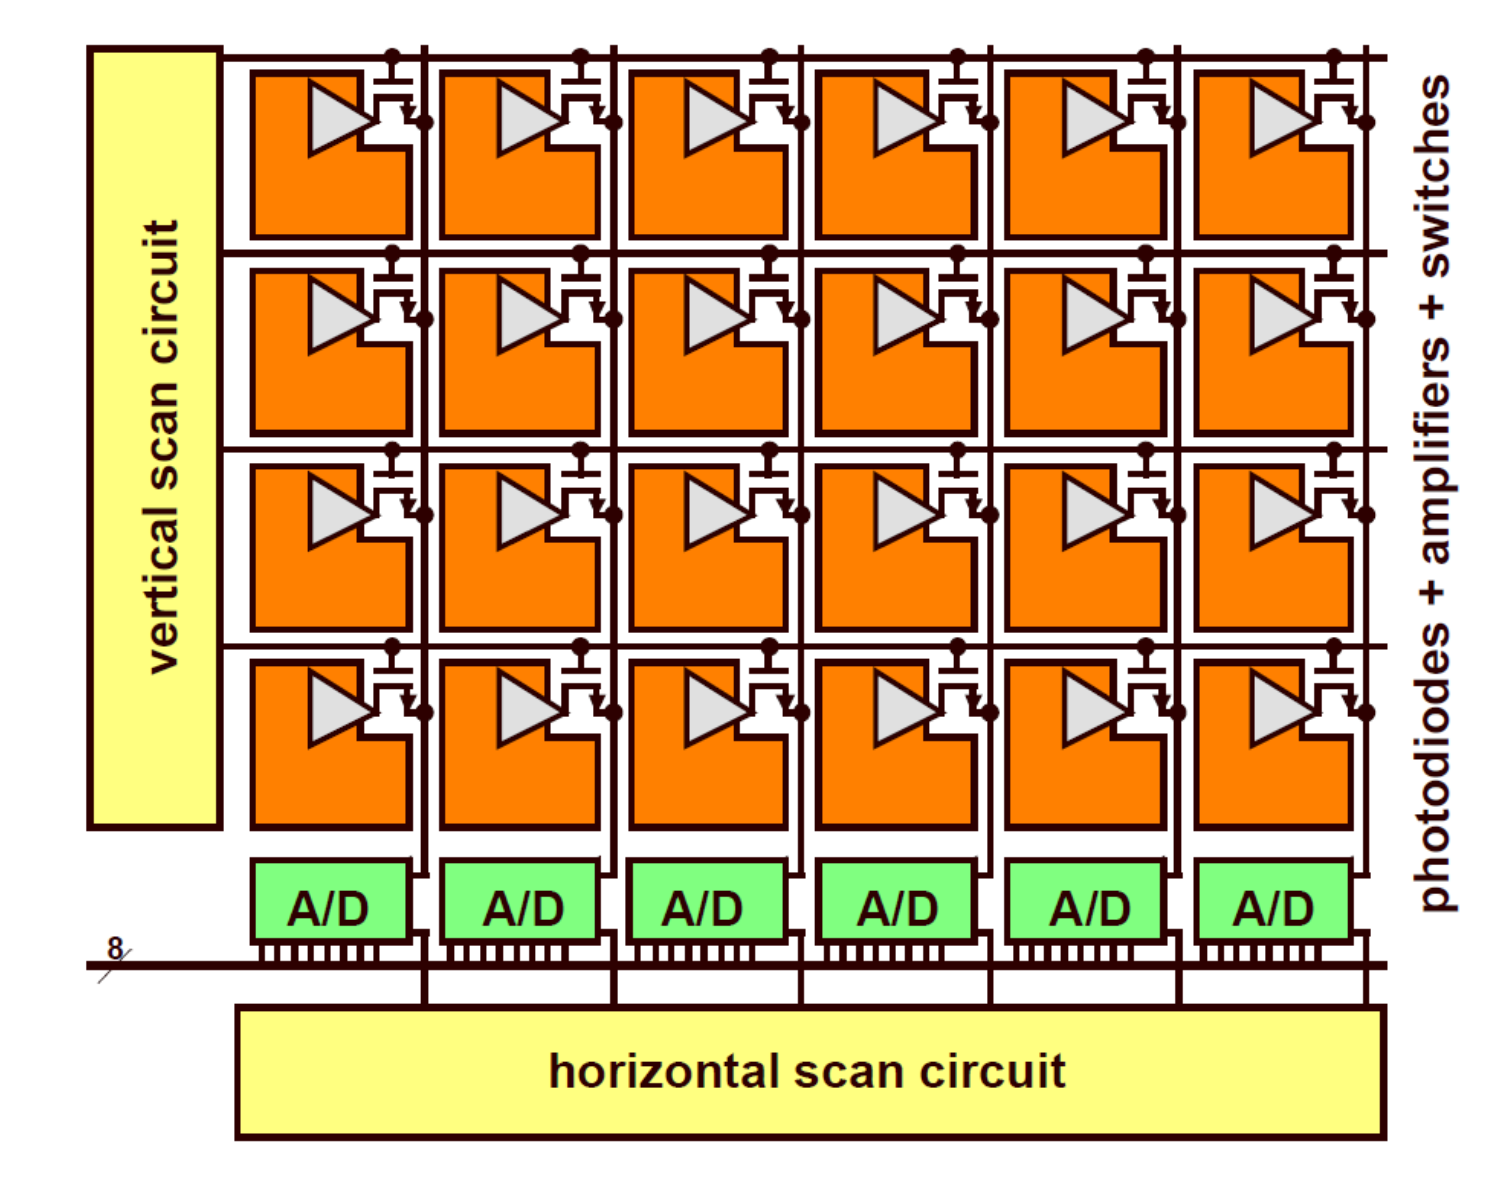 vertical scan circuit
photodiodes + amplifiers + switches
A/D
A/D
A/D
A/D
A/D
A/D
8
horizontal scan circuit